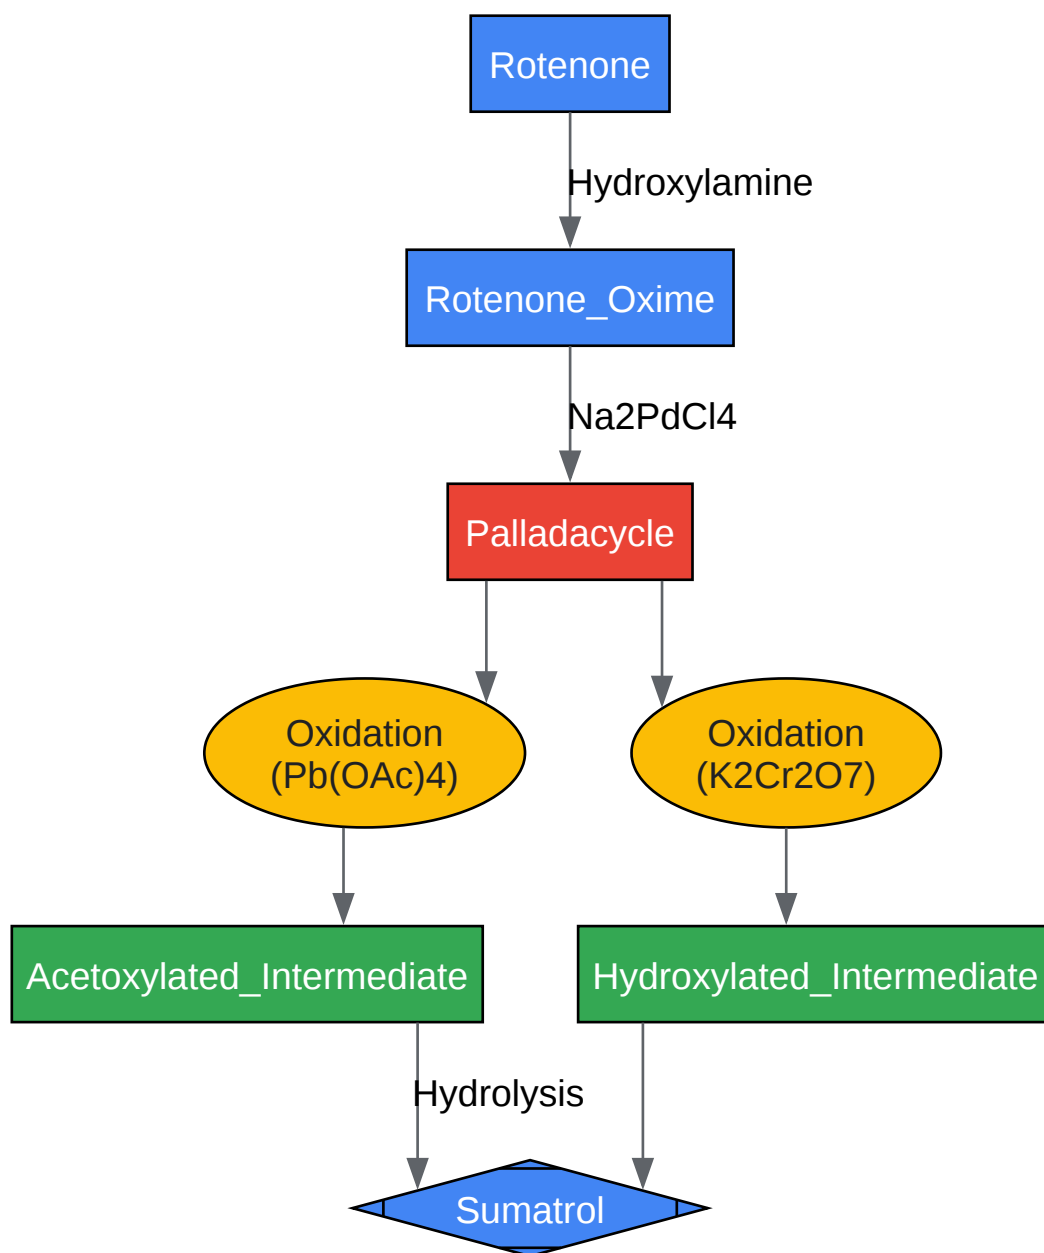 Rotenone
Hydroxylamine
Rotenone_Oxime
Na2PdCl4
Palladacycle
Oxidation
(Pb(OAc)4)
Oxidation
(K2Cr2O7)
Acetoxylated_Intermediate
Hydroxylated_Intermediate
Hydrolysis
Sumatrol